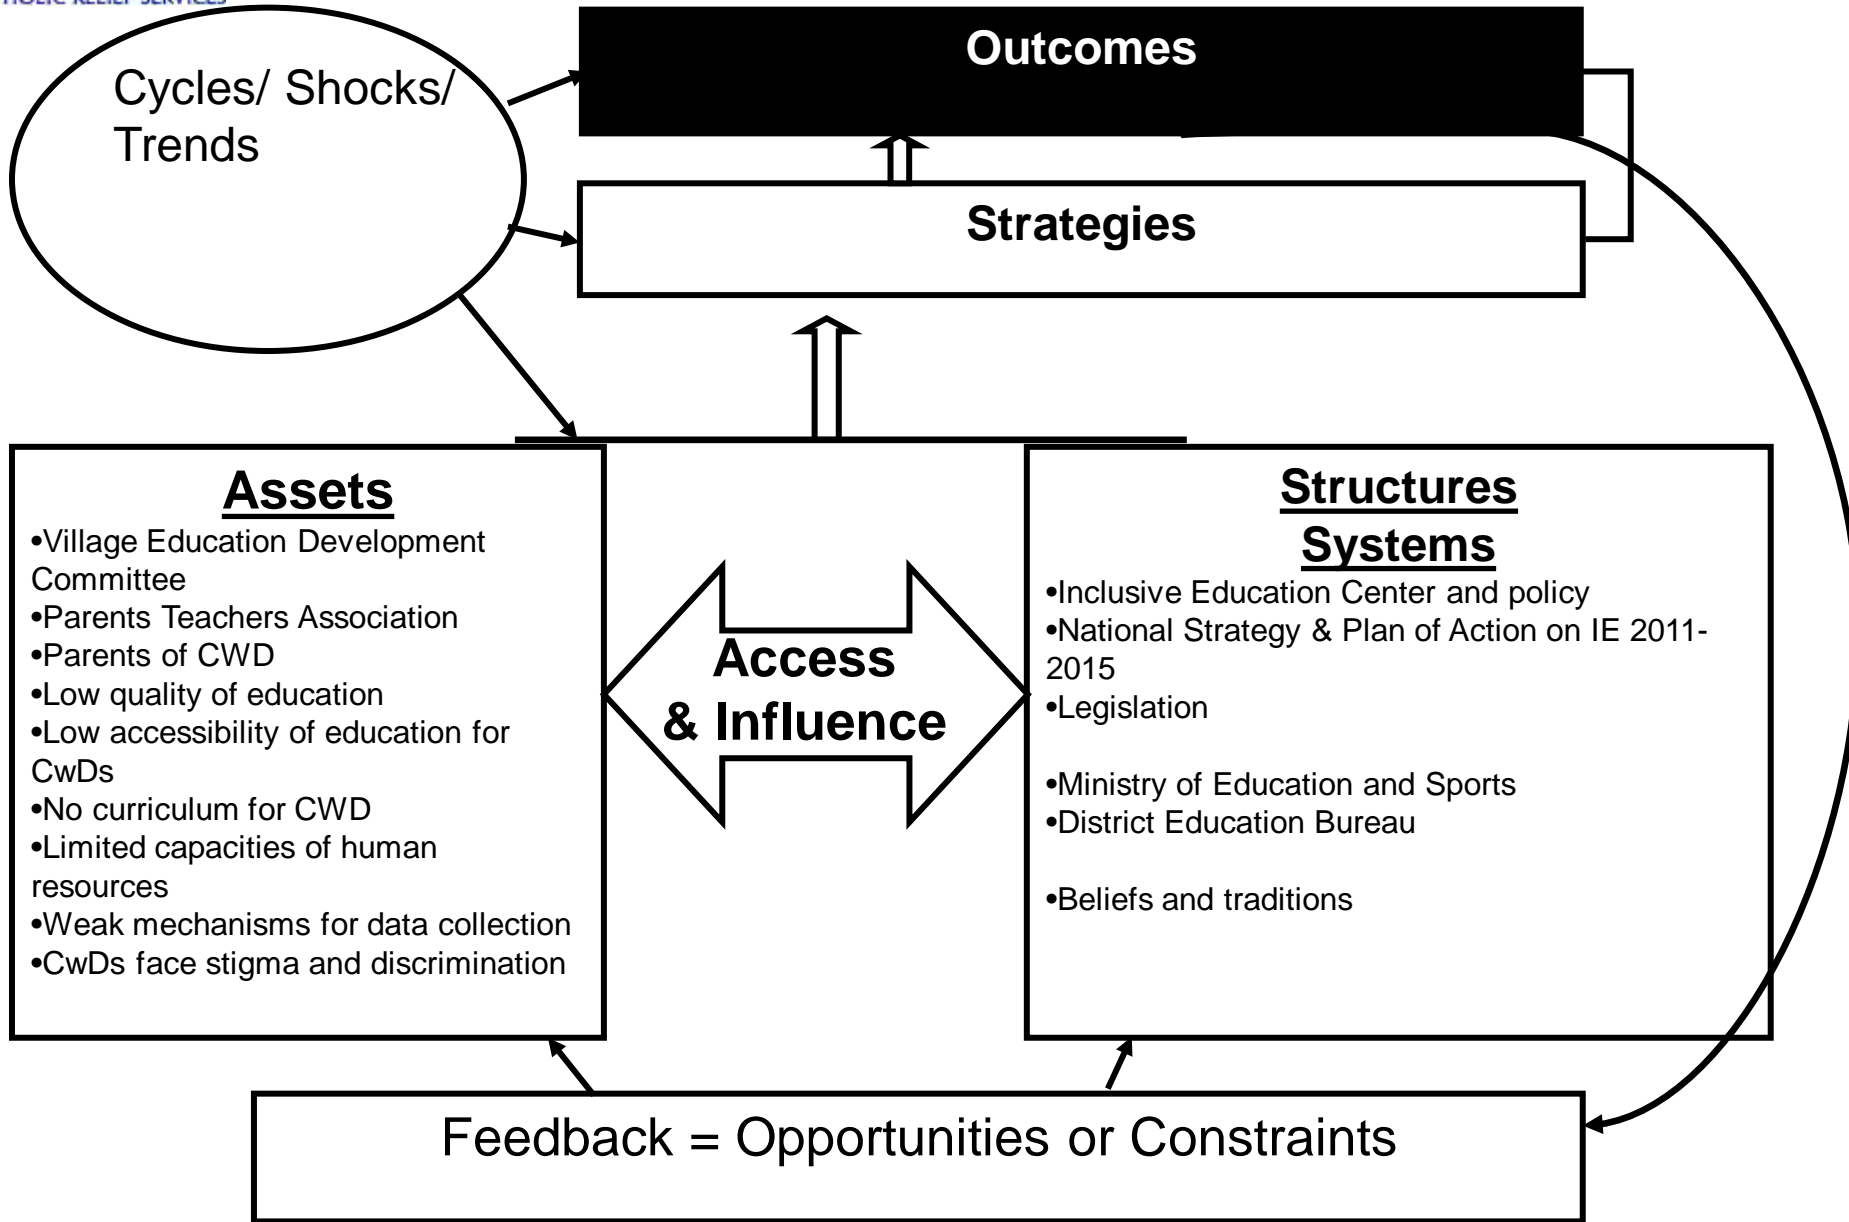 Outcomes
Cycles/ Shocks/
Trends
Strategies
Assets
•Village Education Development
Committee
•Parents Teachers Association
•Parents of CWD
•Low quality of education
•Low accessibility of education for
CwDs
•No curriculum for CWD
•Limited capacities of human
resources
•Weak mechanisms for data collection
•CwDs face stigma and discrimination
Access
& Influence
Structures
Systems
•Inclusive Education Center and policy
•National Strategy & Plan of Action on IE 2011-
2015
•Legislation
•Ministry of Education and Sports
•District Education Bureau
•Beliefs and traditions
Feedback = Opportunities or Constraints